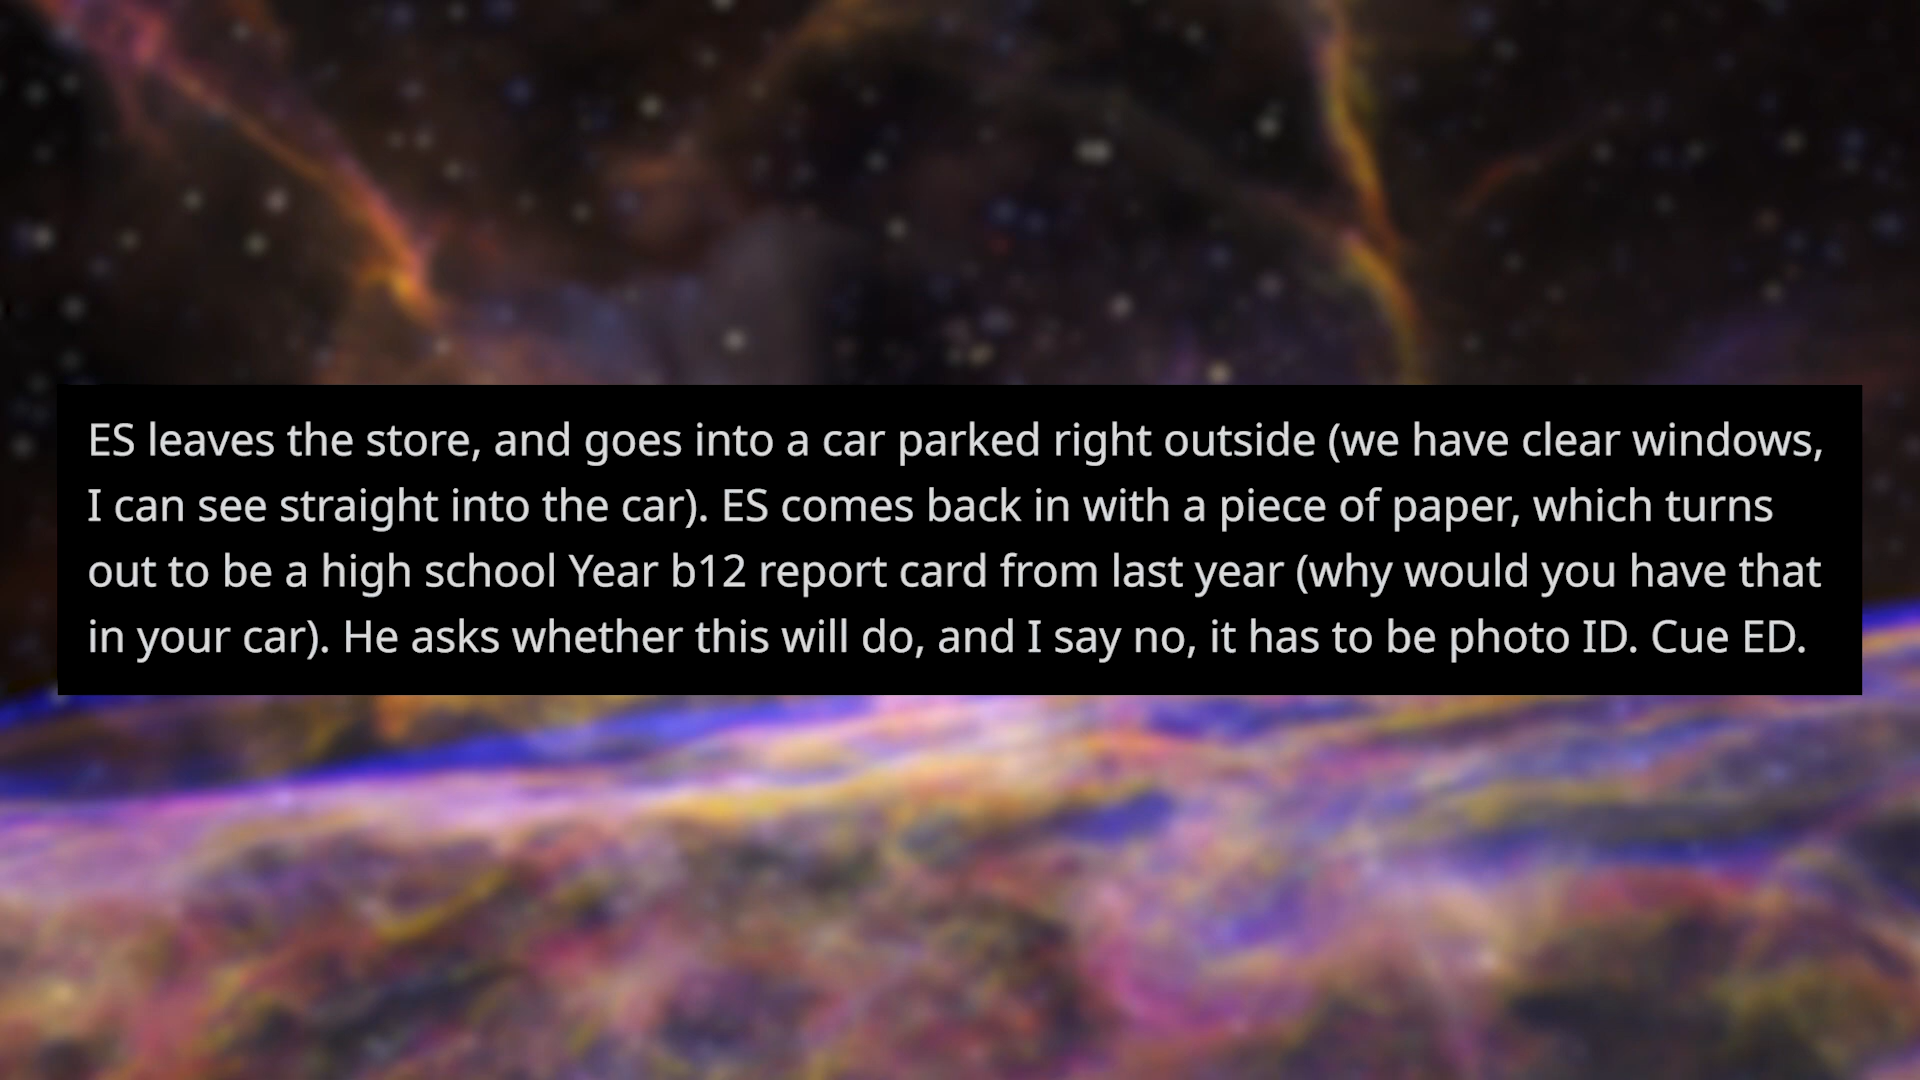 ES leaves the store, and goes into a car parked right outside (we have clear windows,
I can see straight into the car). ES comes back in with a piece of paper, which turns
out to be a high school Year b12 report card from last year (why would you have that
in your car). He asks whether this will do, and I say no, it has to be photo ID. Cue ED.